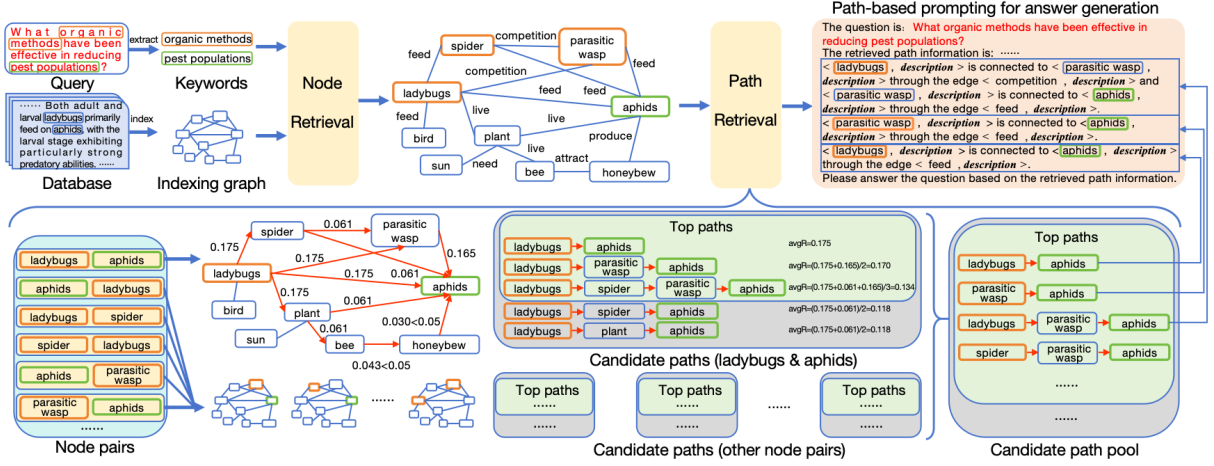 What organic
methods have been
effective in reducing
pest populations?
Query
extract
organic methods
pest populations
Keywords
...... Both adult and
larval ladybugs primarily
feed on aphids, with the
larval stage exhibiting
particularly strong
predatory abilities. ......
Database
index
Indexing graph
Node
Retrieval
spider
competition
parasitic
wasp
feed
competition
feed
ladybugs
feed
feed
aphids
feed
live
live
bird
plant
produce
sun
need
live
bee
attract
honeybew
Path
Retrieval
Path-based prompting for answer generation
The question is: What organic methods have been effective in
reducing pest populations?
The retrieved path information is: ......
< ladybugs , description > is connected to < parasitic wasp ,
description > through the edge < competition , description > and
< parasitic wasp , description > is connected to < aphids ,
description > through the edge < feed , description >.
< parasitic wasp , description > is connected to < aphids ,
description > through the edge < feed , description >.
< ladybugs , description > is connected to < aphids , description >
through the edge < feed , description >.
Please answer the question based on the retrieved path information.
ladybugs aphids
aphids ladybugs
ladybugs spider
spider ladybugs
aphids parasitic
wasp
parasitic
wasp aphids
......
Node pairs
spider
0.061
parasitic
wasp
0.175
0.165
ladybugs
0.175
0.175
0.061
aphids
bird
0.175
plant
0.061
sun
0.061
bee
0.030<0.05
honeybew
0.043<0.05
......
Top paths
ladybugs aphids avgR=0.175
ladybugs parasitic
wasp aphids avgR=(0.175+0.165)/2=0.170
ladybugs spider parasitic
wasp aphids avgR=(0.175+0.061+0.165)/3=0.134
ladybugs spider aphids avgR=(0.175+0.061)/2=0.118
ladybugs plant aphids avgR=(0.175+0.061)/2=0.118
Candidate paths (ladybugs & aphids)
Top paths
......
......
Top paths
......
......
......
Top paths
......
......
Candidate paths (other node pairs)
Top paths
ladybugs aphids
parasitic
wasp aphids
ladybugs parasitic
wasp aphids
spider parasitic
wasp aphids
......
......
Candidate path pool